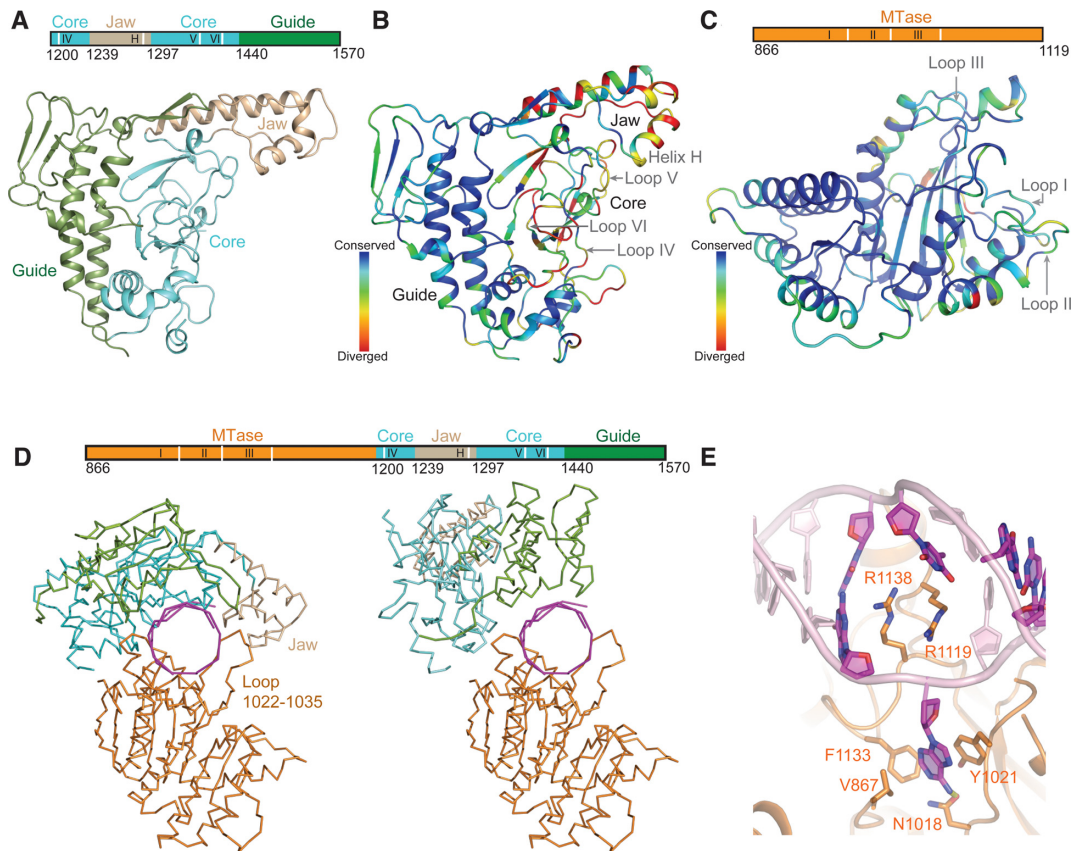 A
Core Jaw Core Guide
IV H V VI
1200 1239 1297 1440 1570
Jaw
Core
Guide
B
Jaw
Helix H
Loop V
Core
Loop VI
Loop IV
Conserved
Guide
Diverged
C
MTase
I II III
866 1119
Loop III
Loop I
Conserved
Loop II
Diverged
D
MTase Core Jaw Core Guide
I II III IV H V VI
866 1200 1239 1297 1440 1570
Jaw
Loop
1022-1035
E
R1138
R1119
F1133
Y1021
V867
N1018